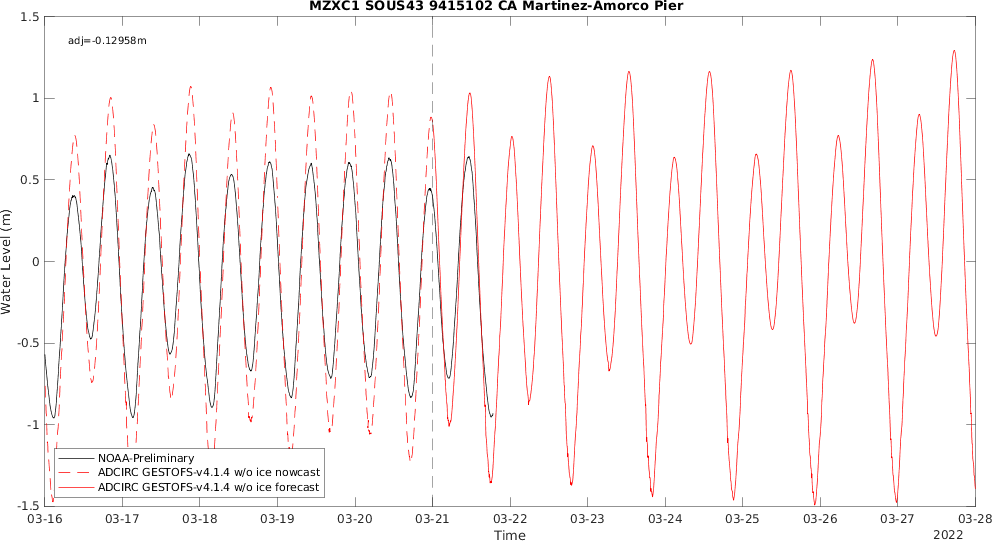 MZXC1 SOUS43 9415102 CA Martinez-Amorco Pier
adj=-0.12958m
1.5
1
0.5
0
-0.5
-1
-1.5
Water Level (m)
NOAA-Preliminary
ADCIRC GESTOFS-v4.1.4 w/o ice nowcast
ADCIRC GESTOFS-v4.1.4 w/o ice forecast
03-16 03-17 03-18 03-19 03-20 03-21 03-22 03-23 03-24 03-25 03-26 03-27 03-28
Time
2022